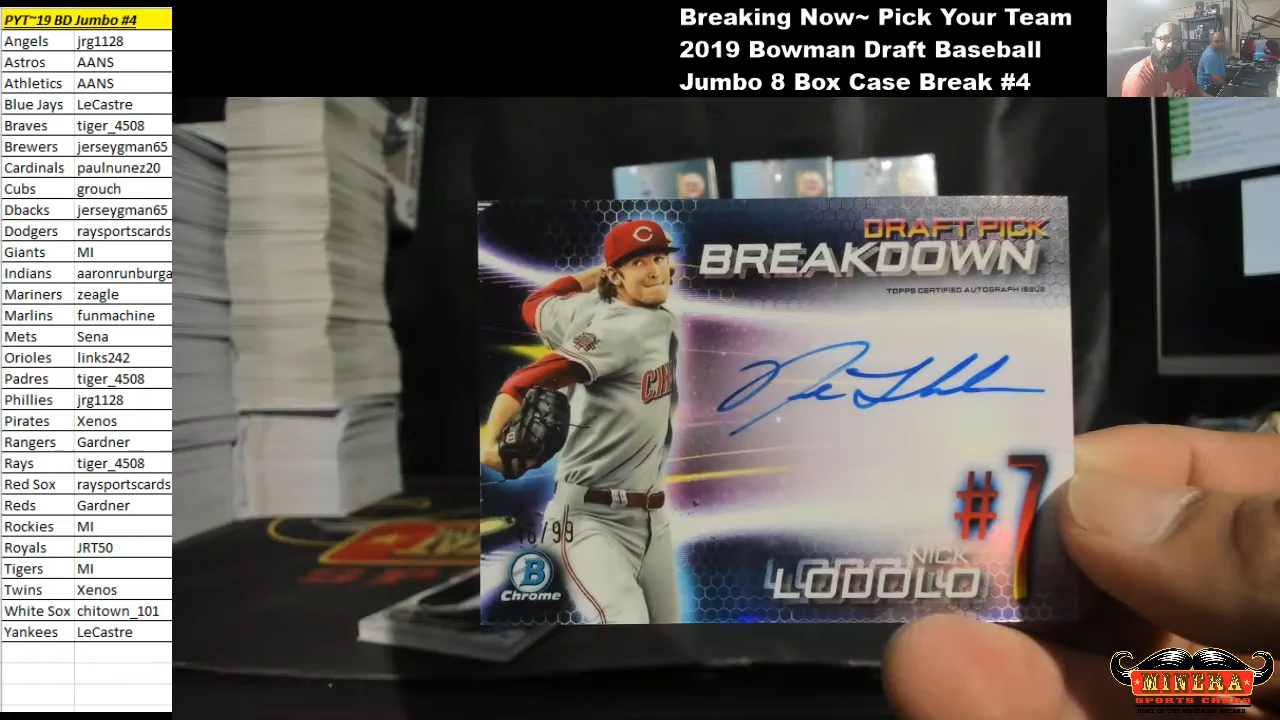 PYT~19 BD Jumbo #4
Angels jrg1128
Astros AANS
Athletics AANS
Blue Jays LeCastre
Braves tiger_4508
Brewers jerseygman65
Cardinals paulnunez20
Cubs grouch
Dbacks jerseygman65
Dodgers raysportscards
Giants MI
Indians aaronrunburga
Mariners zeagle
Marlins funmachine
Mets Sena
Orioles links242
Padres tiger_4508
Phillies jrg1128
Pirates Xenos
Rangers Gardner
Rays tiger_4508
Red Sox raysportscards
Reds Gardner
Rockies MI
Royals JRT50
Tigers MI
Twins Xenos
White Sox chitown_101
Yankees LeCastre
Breaking Now~ Pick Your Team
2019 Bowman Draft Baseball
Jumbo 8 Box Case Break #4
DRAFT PICK
BREAKDOWN
TOPPS CERTIFIED AUTOGRAPH ISSUE
C
CIN
#7
/99
B
Chrome
NICK
LODOLO
MINERA
SPORTS CARDS